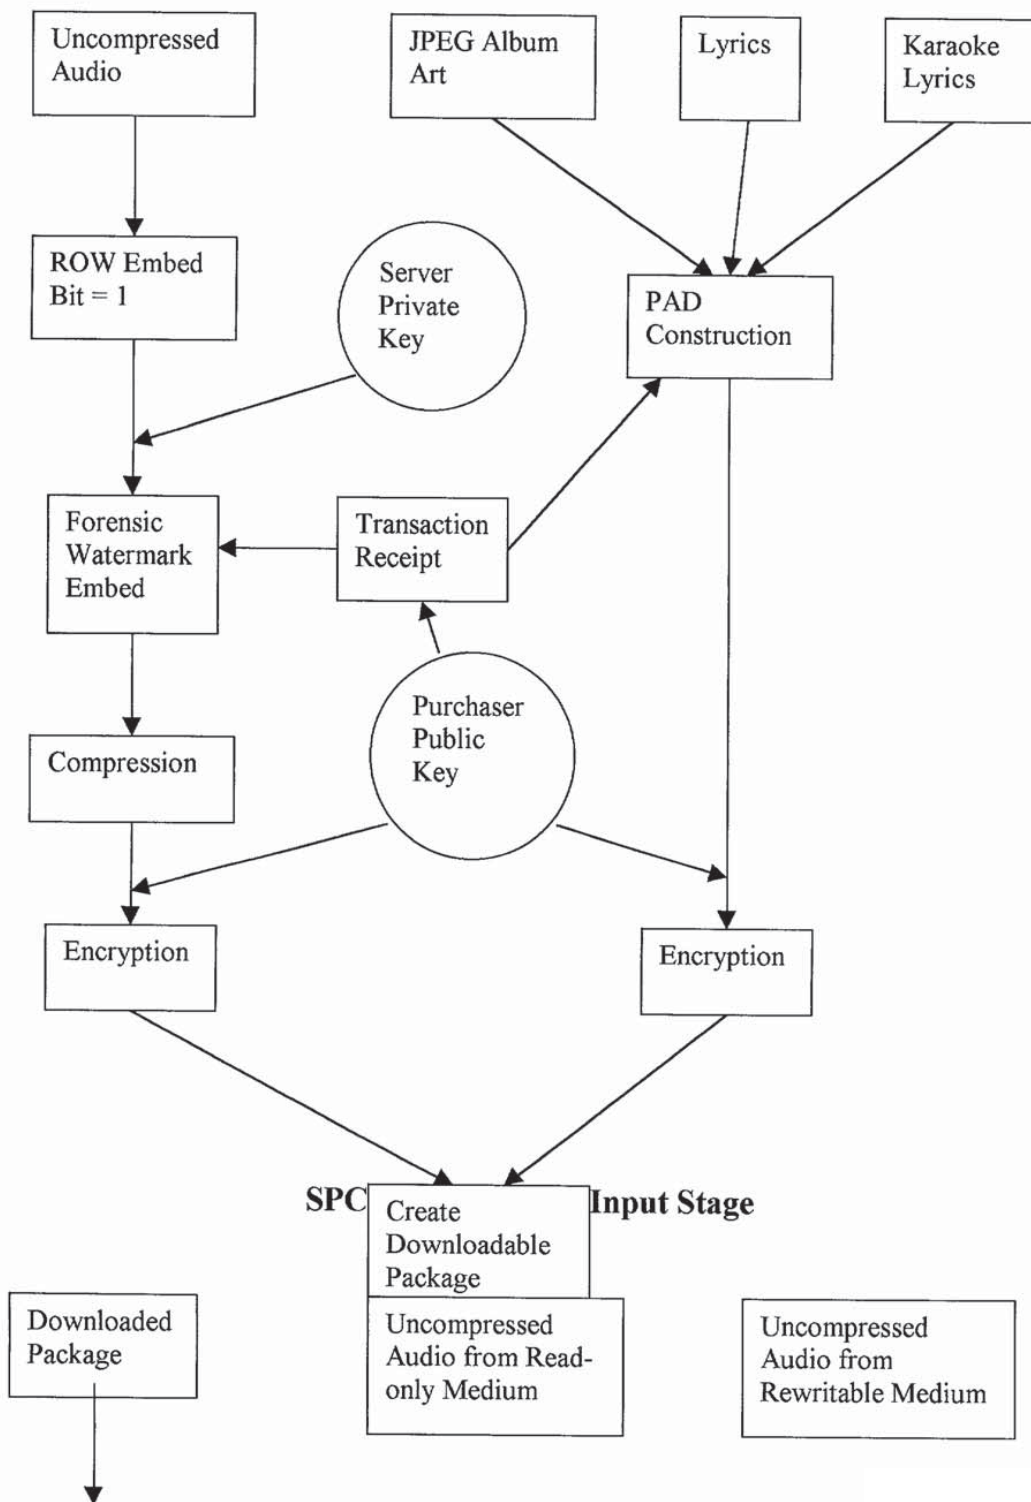 Uncompressed
Audio
JPEG Album
Art
Lyrics
Karaoke
Lyrics
ROW Embed
Bit = 1
Server
Private
Key
PAD
Construction
Forensic
Watermark
Embed
Transaction
Receipt
Purchaser
Public
Key
Compression
Encryption
Encryption
SPC
Input Stage
Create
Downloadable
Package
Downloaded
Package
Uncompressed
Audio from Read-
only Medium
Uncompressed
Audio from
Rewritable Medium